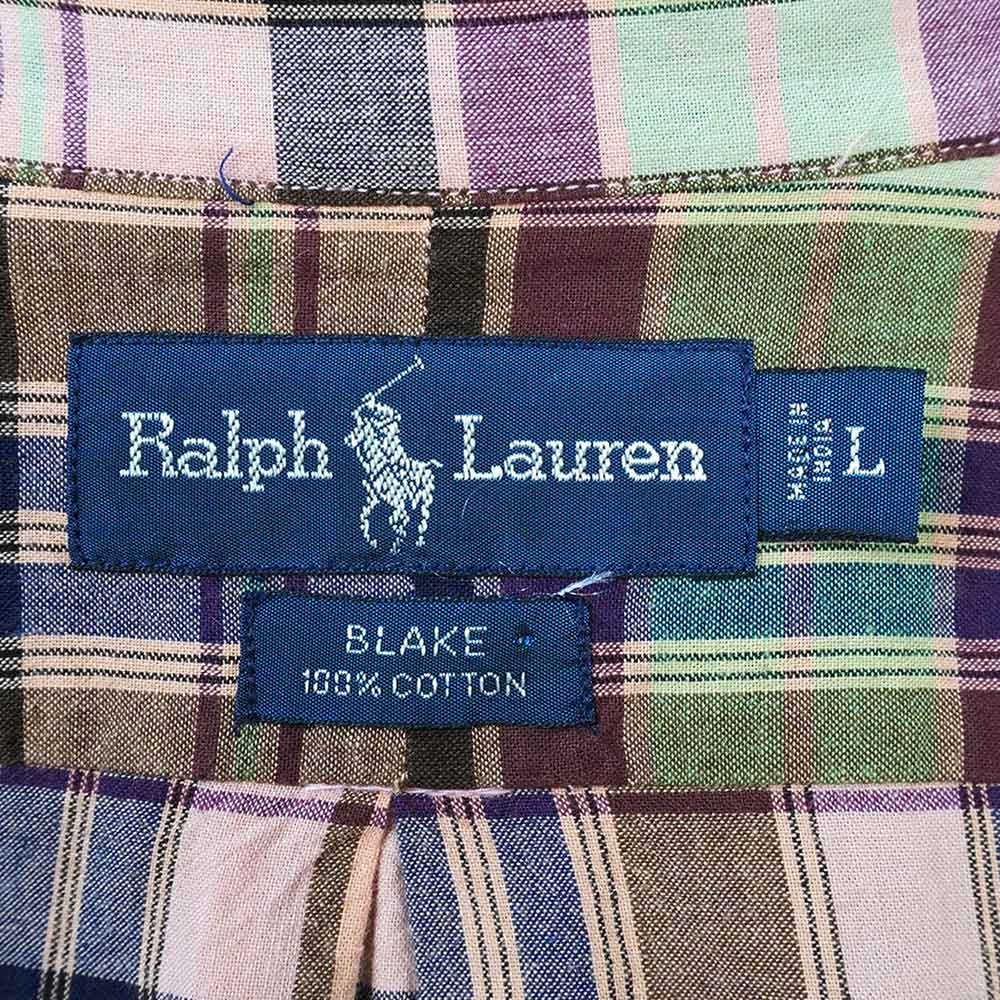 Ralph Lauren
MADE IN
INDIA
L
BLAKE
100% COTTON